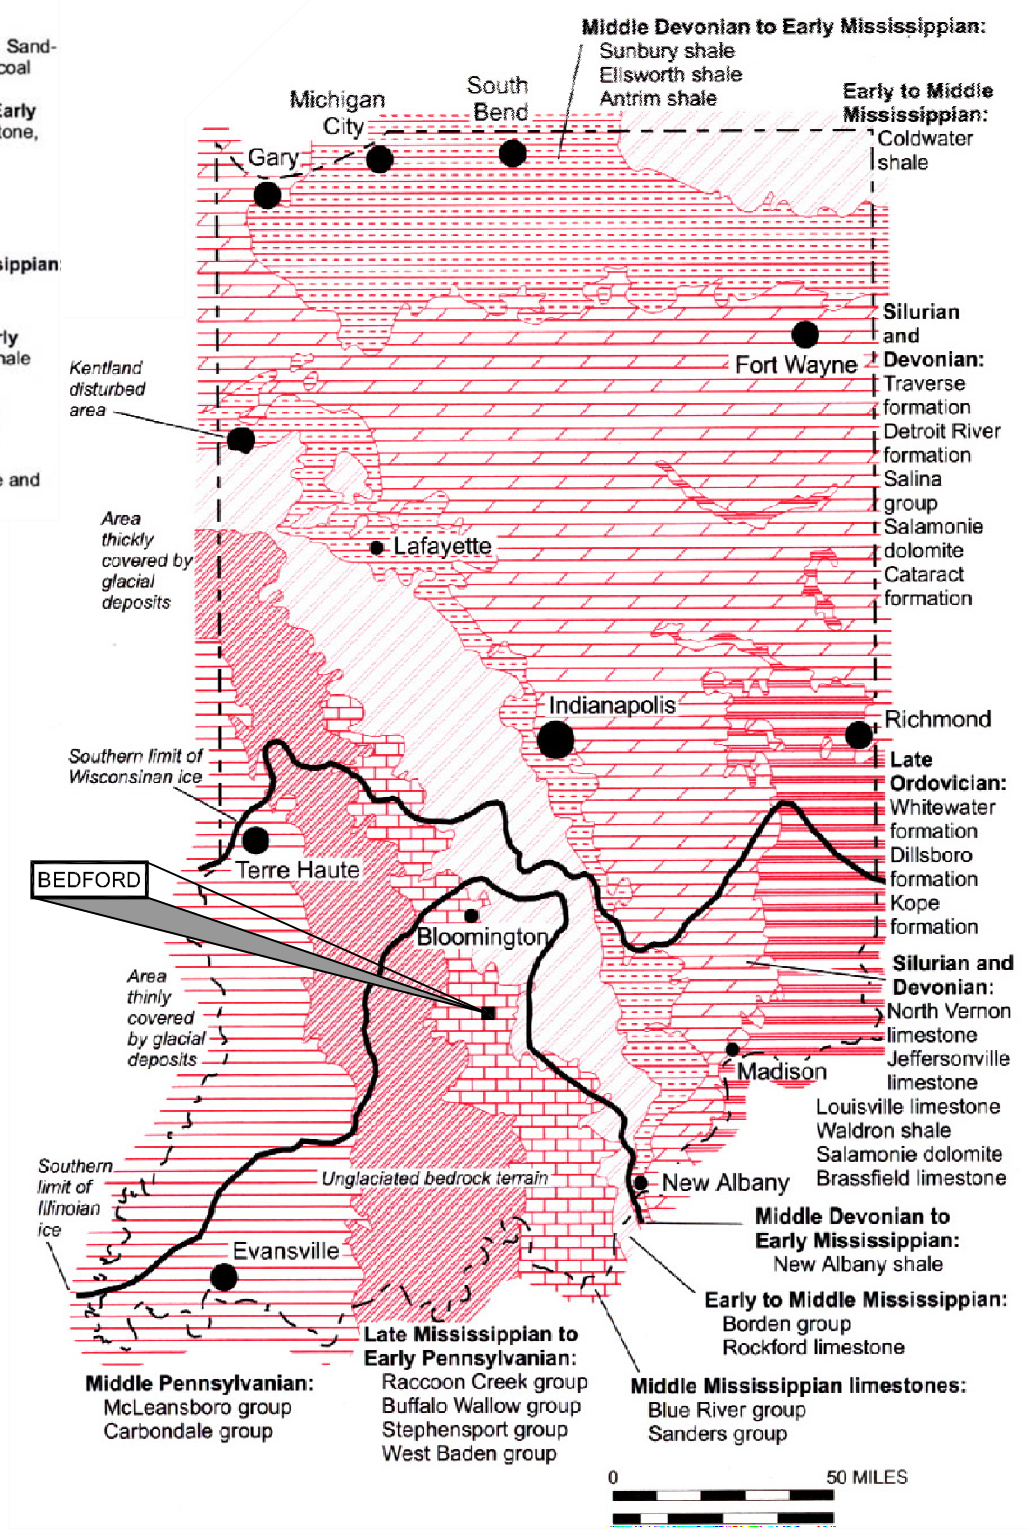 Sand-
coal
Early
tone,
sippian:
rly
hale
e and
Middle Devonian to Early Mississippian:
Sunbury shale
Ellsworth shale
Antrim shale
Early to Middle
Mississippian:
Coldwater
shale
South
Bend
Michigan
City
Gary
Silurian
and
Devonian:
Traverse
formation
Detroit River
formation
Salina
group
Salamonie
dolomite
Cataract
formation
Fort Wayne
Kentland
disturbed
area
Area
thickly
covered by
glacial
deposits
Lafayette
Indianapolis
Richmond
Late
Ordovician:
Whitewater
formation
Dillsboro
formation
Kope
formation
Southern limit of
Wisconsinan ice
Terre Haute
BEDFORD
Bloomington
Silurian and
Devonian:
North Vernon
limestone
Jeffersonville
limestone
Louisville limestone
Waldron shale
Salamonie dolomite
Brassfield limestone
Area
thinly
covered
by glacial
deposits
Madison
Southern
limit of
Illinoian
ice
Unglaciated bedrock terrain
New Albany
Middle Devonian to
Early Mississippian:
New Albany shale
Evansville
Early to Middle Mississippian:
Borden group
Rockford limestone
Late Mississippian to
Early Pennsylvanian:
Raccoon Creek group
Buffalo Wallow group
Stephensport group
West Baden group
Middle Pennsylvanian:
McLeansboro group
Carbondale group
Middle Mississippian limestones:
Blue River group
Sanders group
0 50 MILES